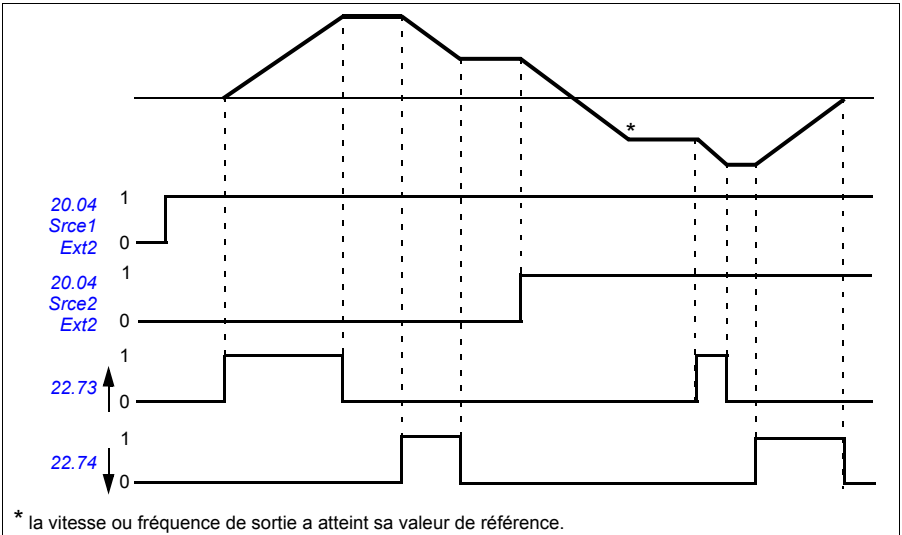 *
20.04
Srce1
Ext2
1
0
20.04
Srce2
Ext2
1
0
22.73
1
0
22.74
1
0
* la vitesse ou fréquence de sortie a atteint sa valeur de référence.